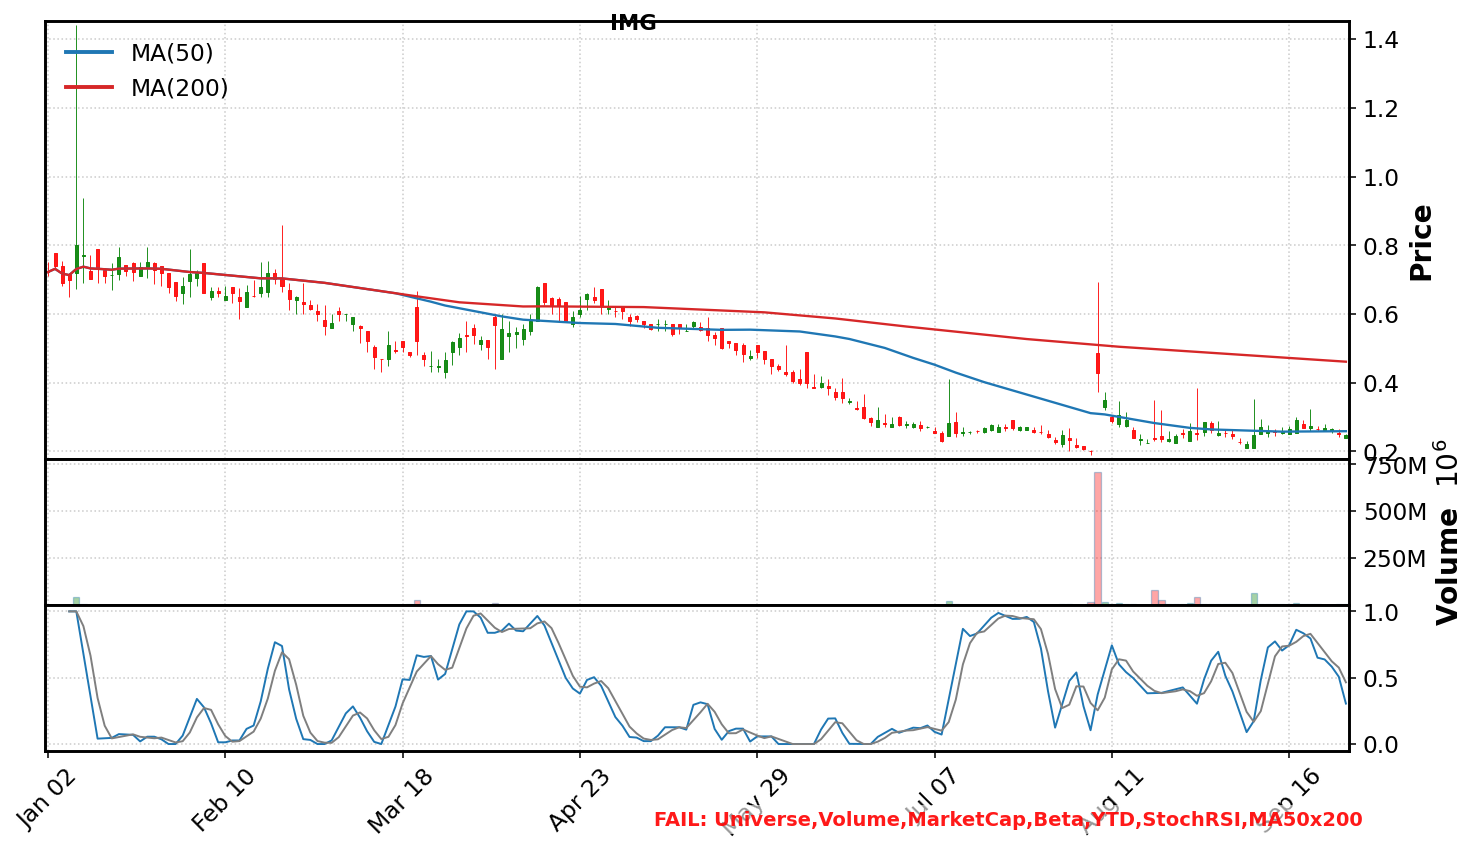 IMG
MA(50)
MA(200)
1.4
1.2
1.0
0.8
0.6
0.4
0.2
Price
750M
500M
250M
Volume 10^6
1.0
0.5
0.0
Jan 02
Feb 10
Mar 18
Apr 23
May 29
Jul 07
Aug 11
Sep 16
FAIL: Universe,Volume,MarketCap,Beta,YTD,StochRSI,MA50x200